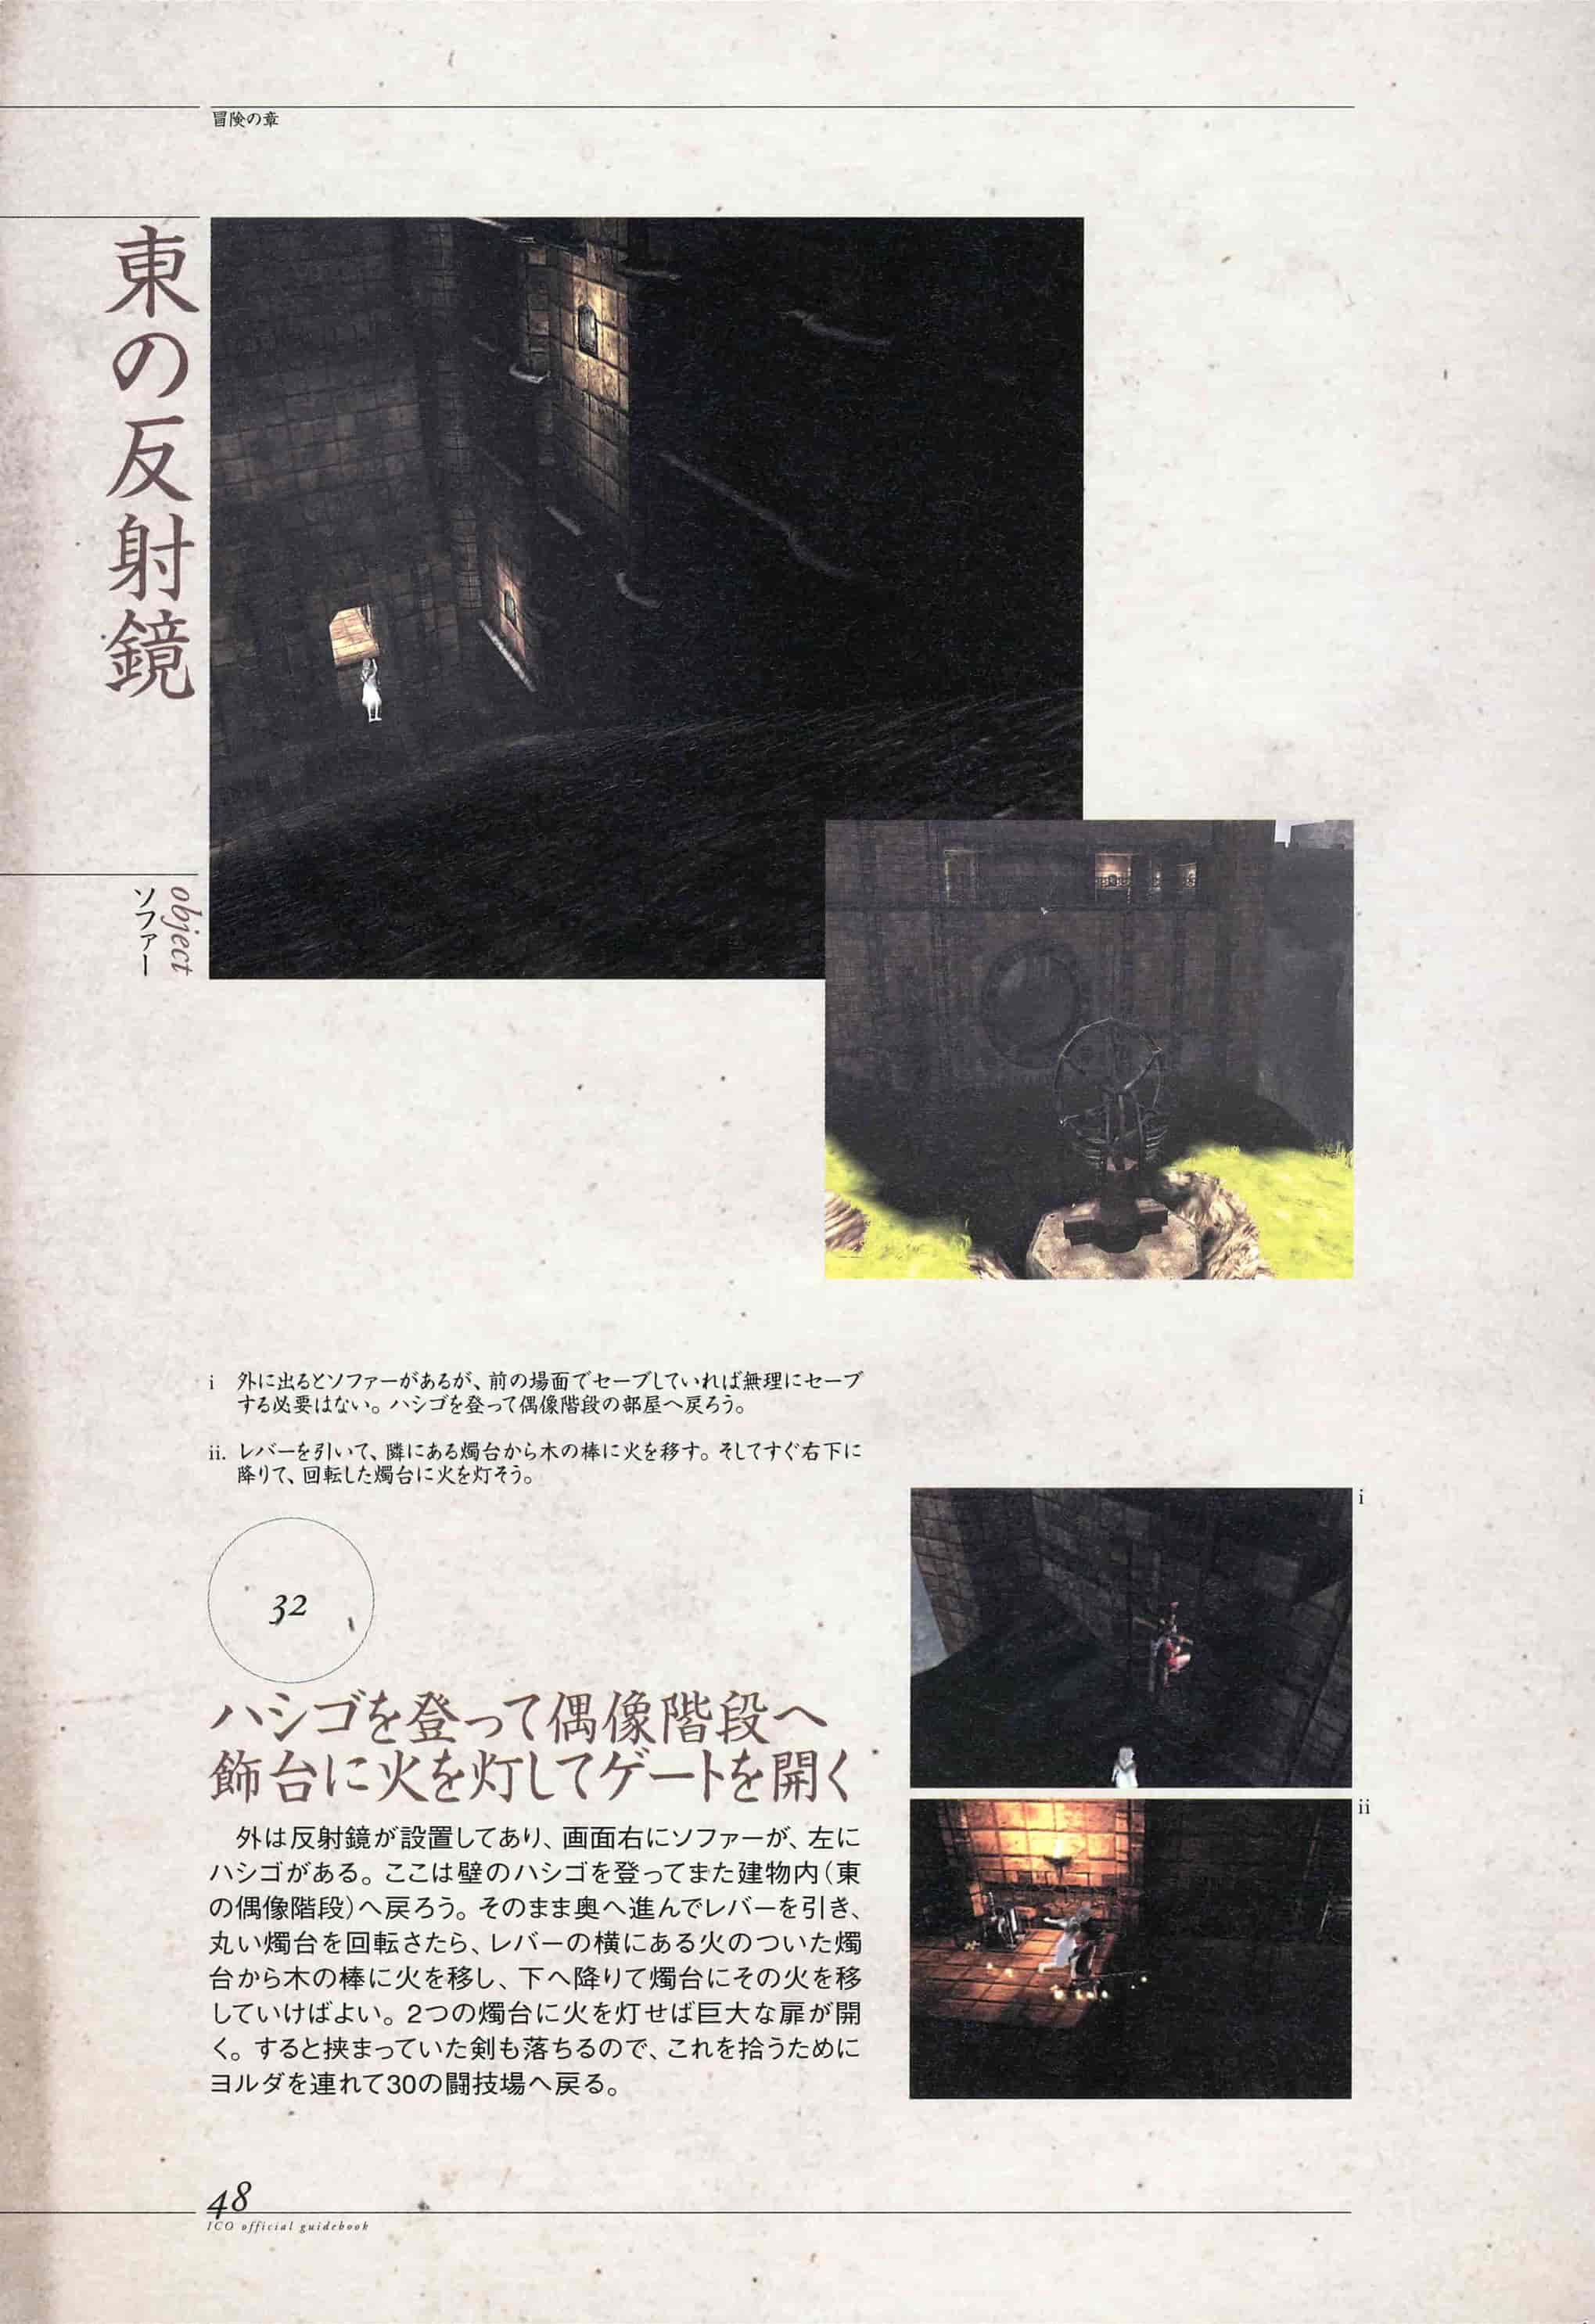 冒険の章
東の反射鏡
object
ソファー
i 外に出るとソファーがあるが、前の場面でセーブしていれば無理にセーブ
する必要はない。ハシゴを登って偶像階段の部屋へ戻ろう。
ii. レバーを引いて、隣にある燭台から木の棒に火を移す。そしてすぐ右下に
降りて、回転した燭台に火を灯そう。
i
32
ハシゴを登って偶像階段へ
飾台に火を灯してゲートを開く
ii
外は反射鏡が設置してあり、画面右にソファーが、左に
ハシゴがある。ここは壁のハシゴを登ってまた建物内（東
の偶像階段）へ戻ろう。そのまま奥へ進んでレバーを引き、
丸い燭台を回転さたら、レバーの横にある火のついた燭
台から木の棒に火を移し、下へ降りて燭台にその火を移
していけばよい。2つの燭台に火を灯せば巨大な扉が開
く。すると挟まっていた剣も落ちるので、これを拾うために
ヨルダを連れて30の闘技場へ戻る。
48
ICO official guidebook